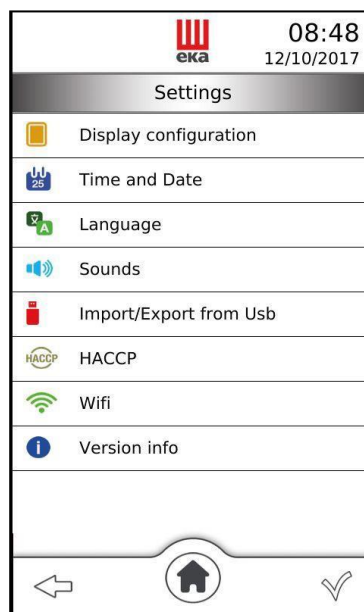 eka
08:48
12/10/2017
Settings
Display configuration
25
Time and Date
A
Language
Sounds
Import/Export from Usb
HACCP
HACCP
Wifi
i
Version info